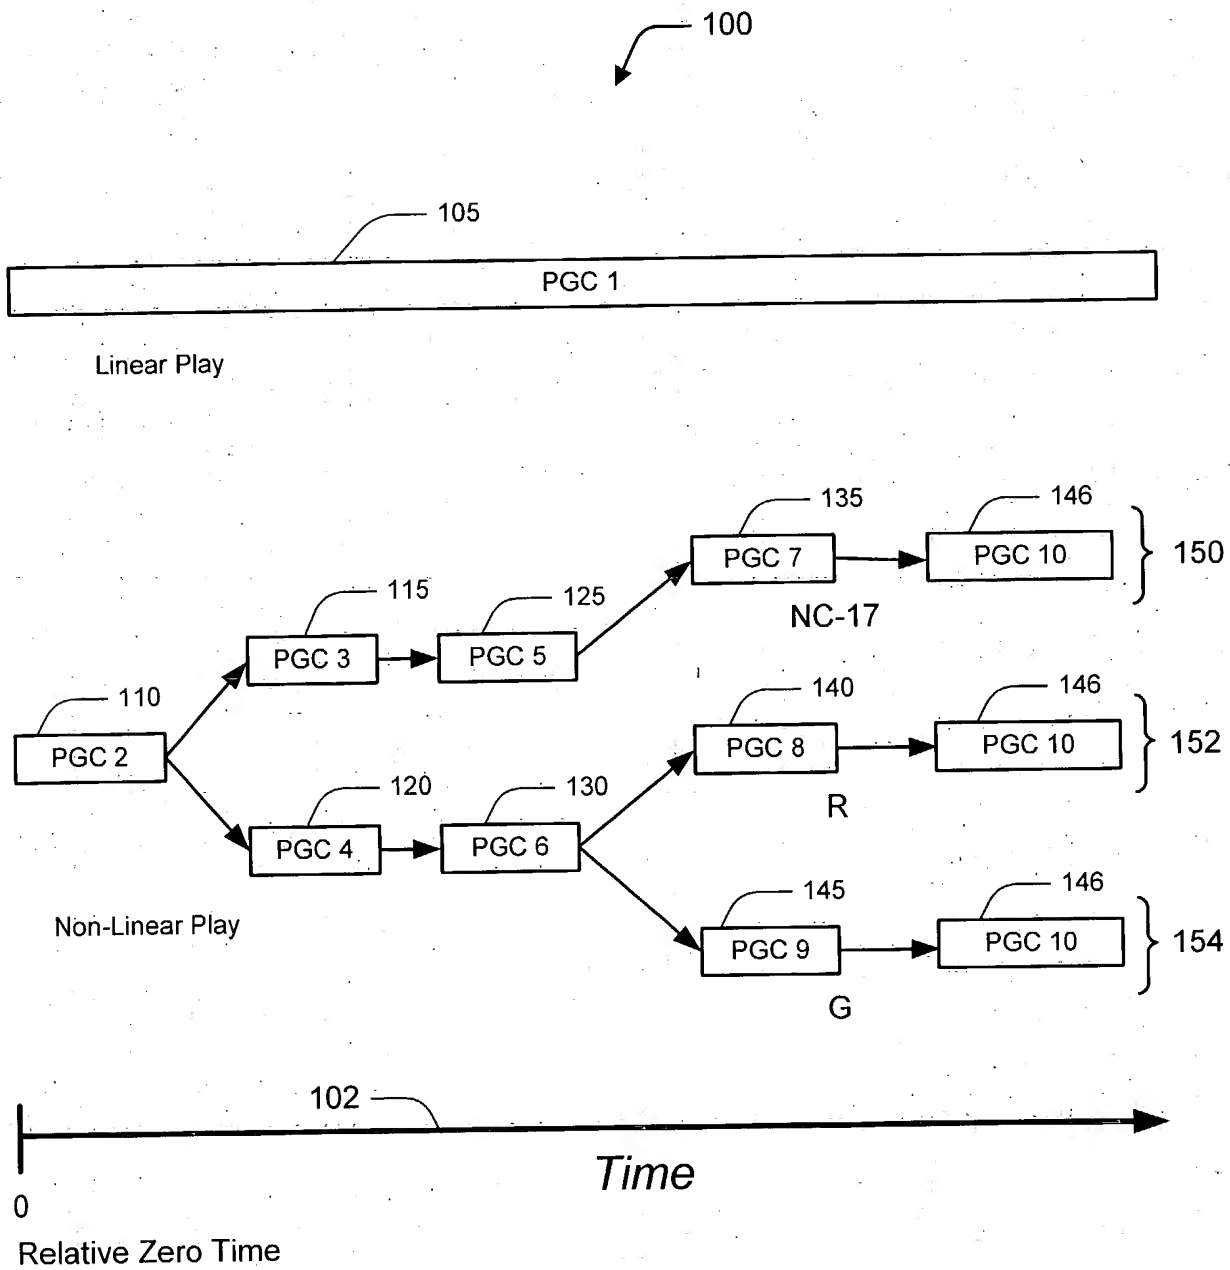 100
105
PGC 1
Linear Play
135
146
PGC 7
PGC 10
150
NC-17
115
125
PGC 3
PGC 5
110
PGC 2
140
146
PGC 8
PGC 10
152
R
120
130
PGC 4
PGC 6
145
146
PGC 9
PGC 10
154
G
Non-Linear Play
102
Time
0
Relative Zero Time